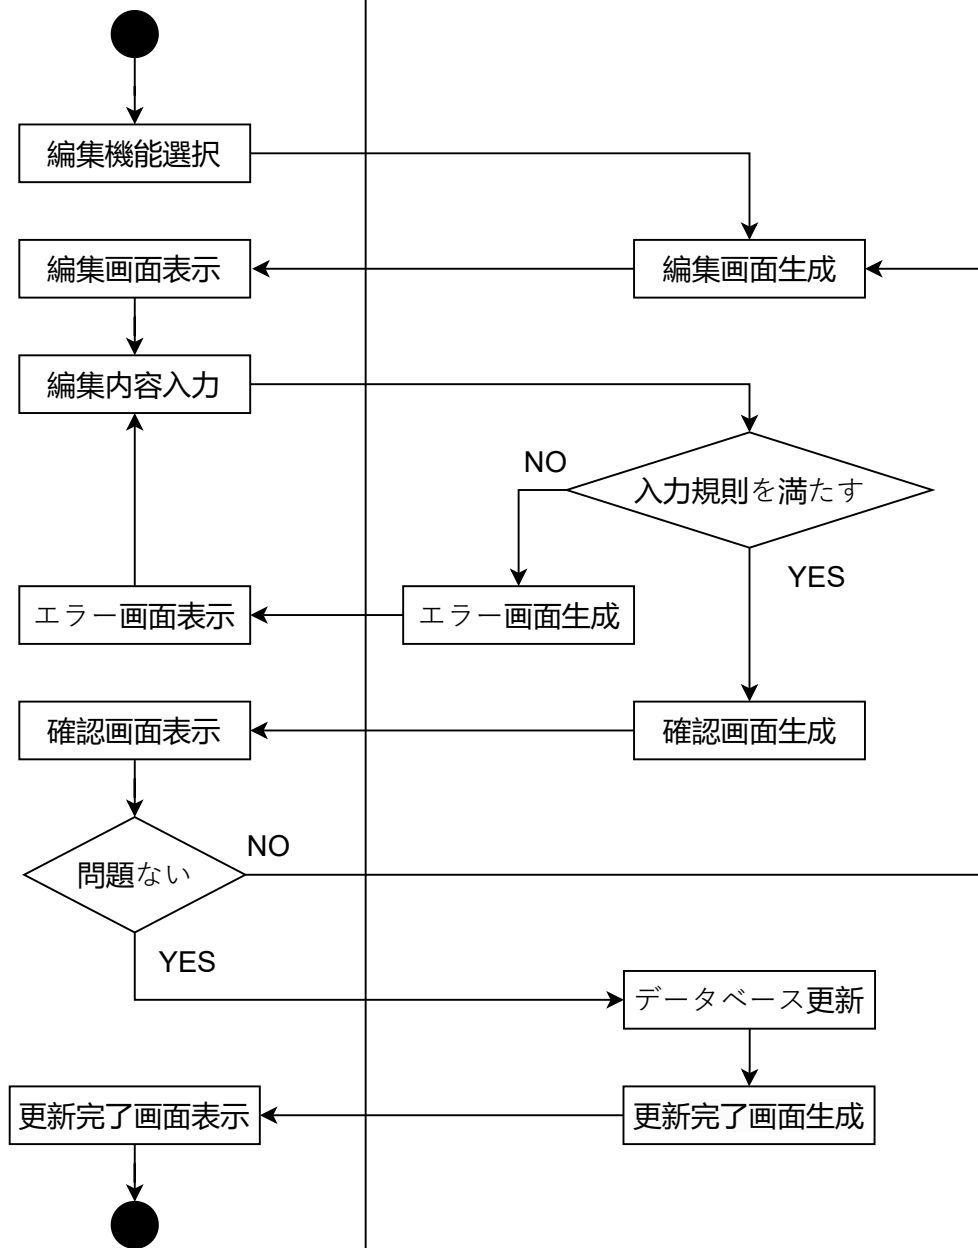 編集機能選択
編集画面表示
編集画面生成
編集内容入力
NO
入力規則を満たす
YES
エラー画面表示
エラー画面生成
確認画面表示
確認画面生成
NO
問題ない
YES
データベース更新
更新完了画面表示
更新完了画面生成